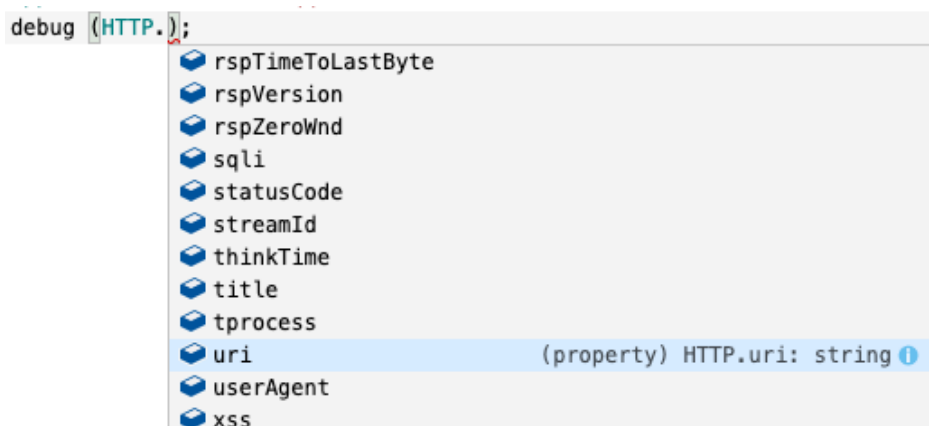 debug (HTTP.);
rspTimeToLastByte
rspVersion
rspZeroWnd
sqli
statusCode
streamId
thinkTime
title
tprocess
uri (property) HTTP.uri: string
userAgent
xss